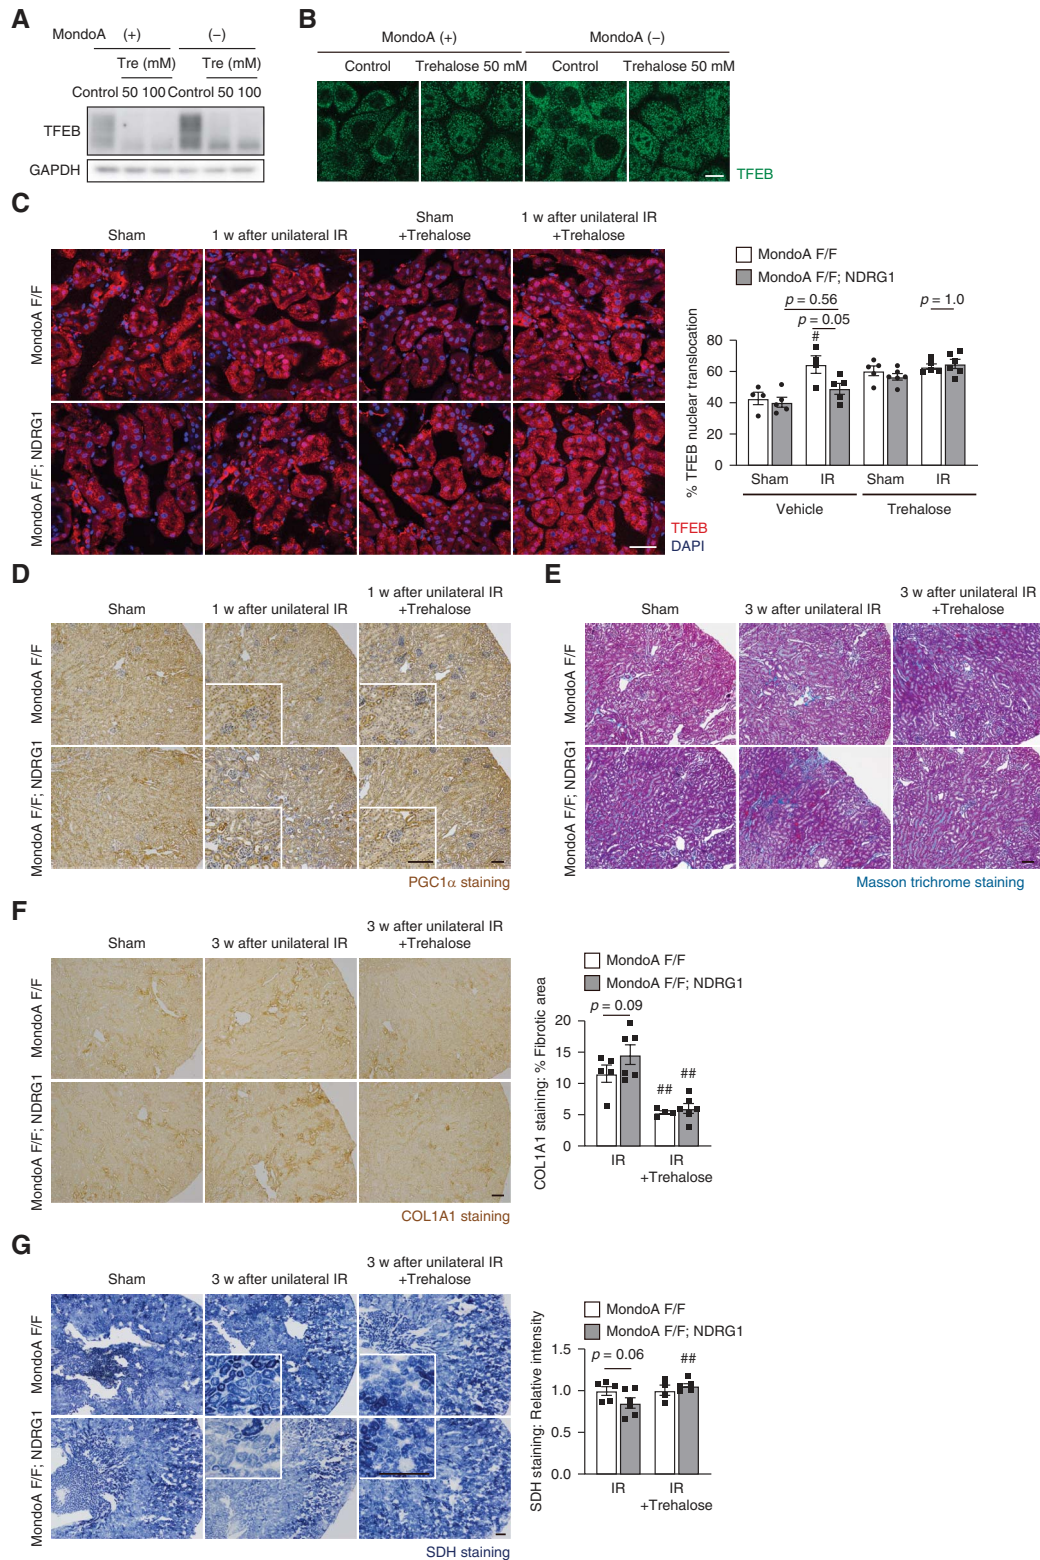 A
MondoA (+) (−)
Tre (mM) Tre (mM)
Control 50 100 Control 50 100
TFEB
GAPDH
B
MondoA (+) MondoA (−)
Control Trehalose 50 mM Control Trehalose 50 mM
TFEB
C
Sham
1 w after unilateral IR
Sham
+Trehalose
1 w after unilateral IR
+Trehalose
MondoA F/F
MondoA F/F; NDRG1
TFEB
DAPI
MondoA F/F
MondoA F/F; NDRG1
p = 0.56
p = 1.0
p = 0.05
#
% TFEB nuclear translocation
80
60
40
20
0
Sham IR Sham IR
Vehicle Trehalose
D
Sham
1 w after unilateral IR
1 w after unilateral IR
+Trehalose
MondoA F/F
MondoA F/F; NDRG1
PGC1α staining
E
Sham
3 w after unilateral IR
3 w after unilateral IR
+Trehalose
MondoA F/F
MondoA F/F; NDRG1
Masson trichrome staining
F
Sham
3 w after unilateral IR
3 w after unilateral IR
+Trehalose
MondoA F/F
MondoA F/F; NDRG1
COL1A1 staining
MondoA F/F
MondoA F/F; NDRG1
p = 0.09
##
##
COL1A1 staining: % Fibrotic area
20
15
10
5
0
IR IR
+Trehalose
G
Sham
3 w after unilateral IR
3 w after unilateral IR
+Trehalose
MondoA F/F
MondoA F/F; NDRG1
SDH staining
MondoA F/F
MondoA F/F; NDRG1
p = 0.06
##
SDH staining: Relative intensity
1.5
1.0
0.5
0.0
IR IR
+Trehalose